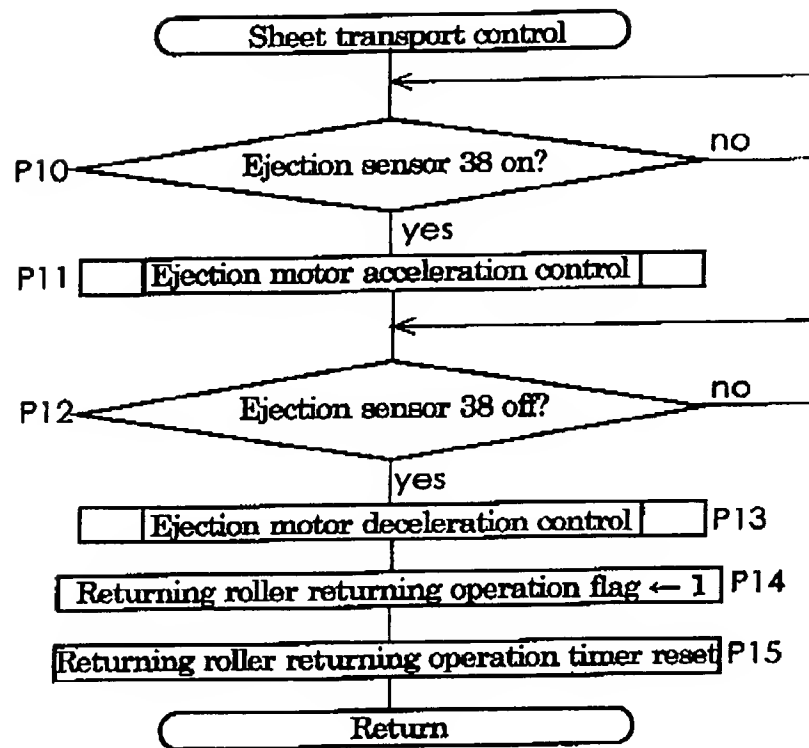 Sheet transport control
P10
Ejection sensor 38 on?
no
yes
P11
Ejection motor acceleration control
P12
Ejection sensor 38 off?
no
yes
Ejection motor deceleration control
P13
Returning roller returning operation flag ← 1
P14
Returning roller returning operation timer reset
P15
Return